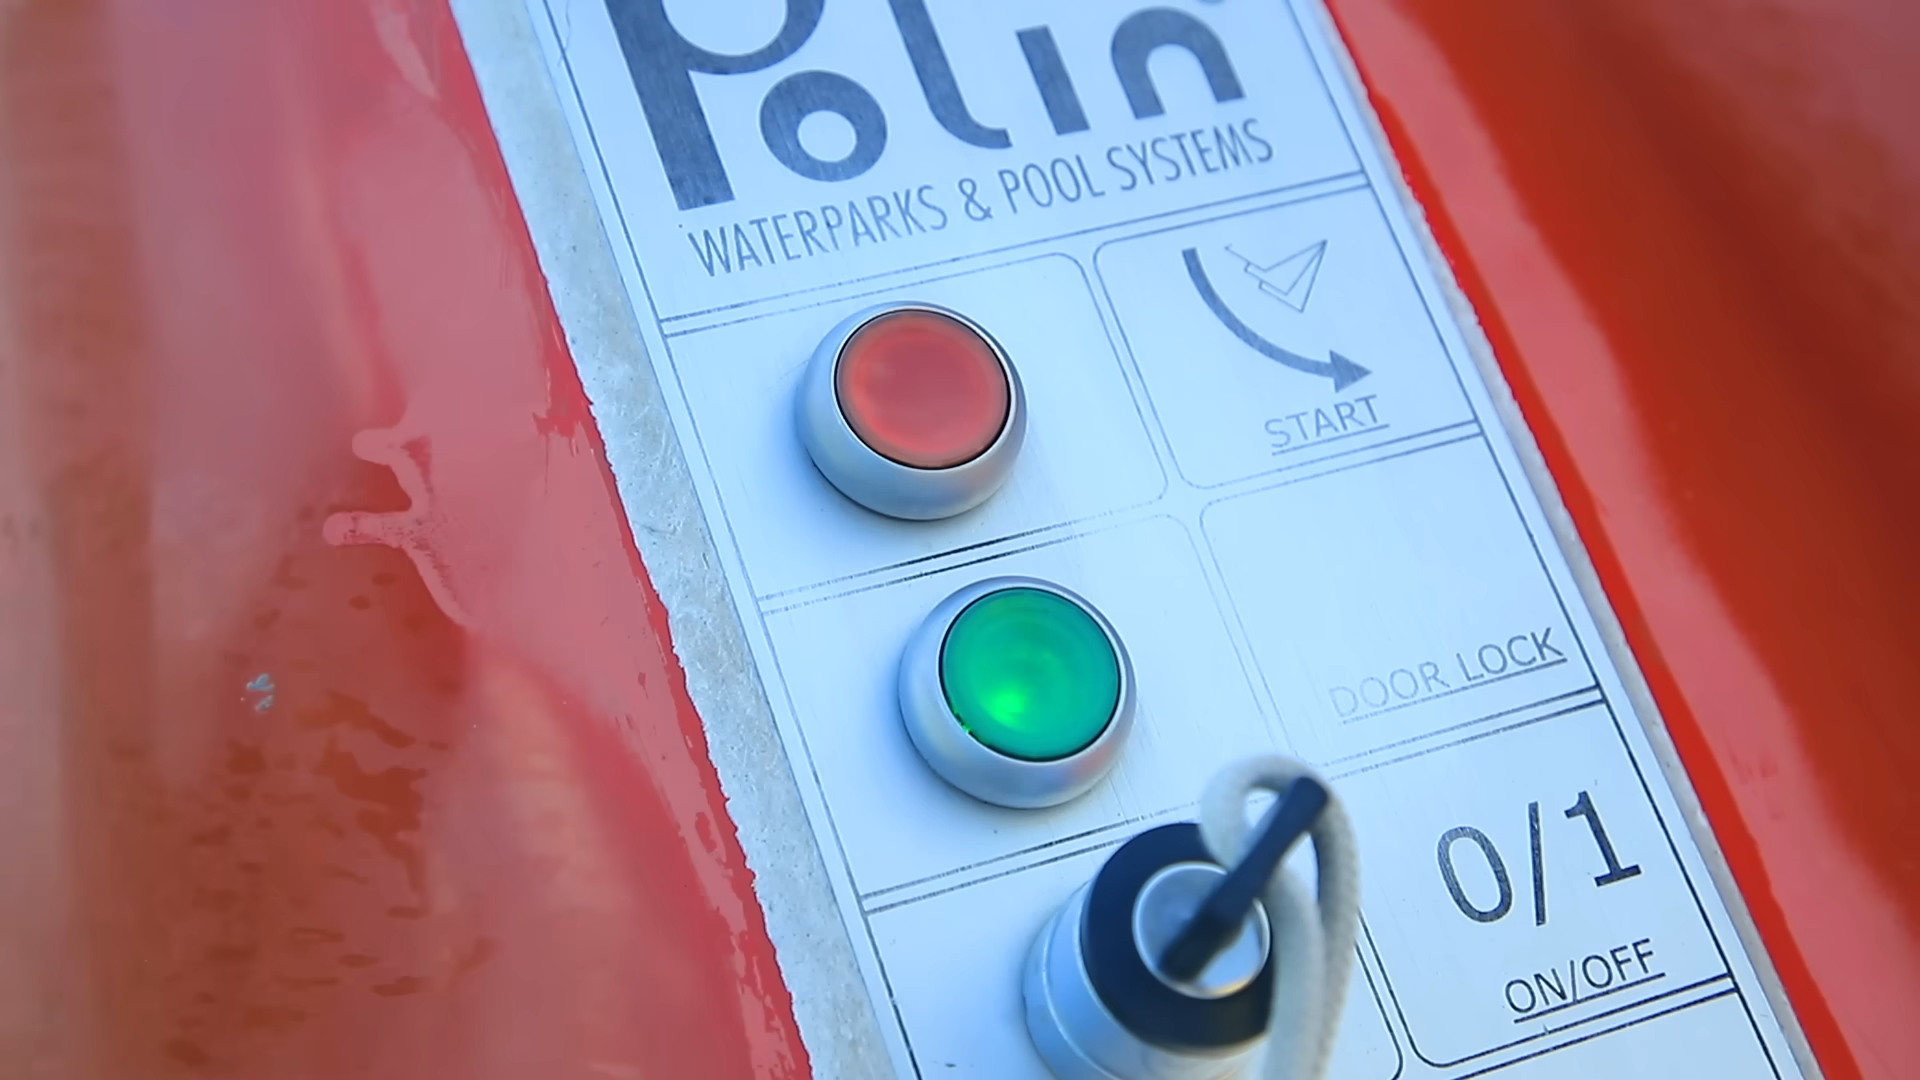 Polin
WATERPARKS & POOL SYSTEMS
START
DOOR LOCK
0/1
ON/OFF